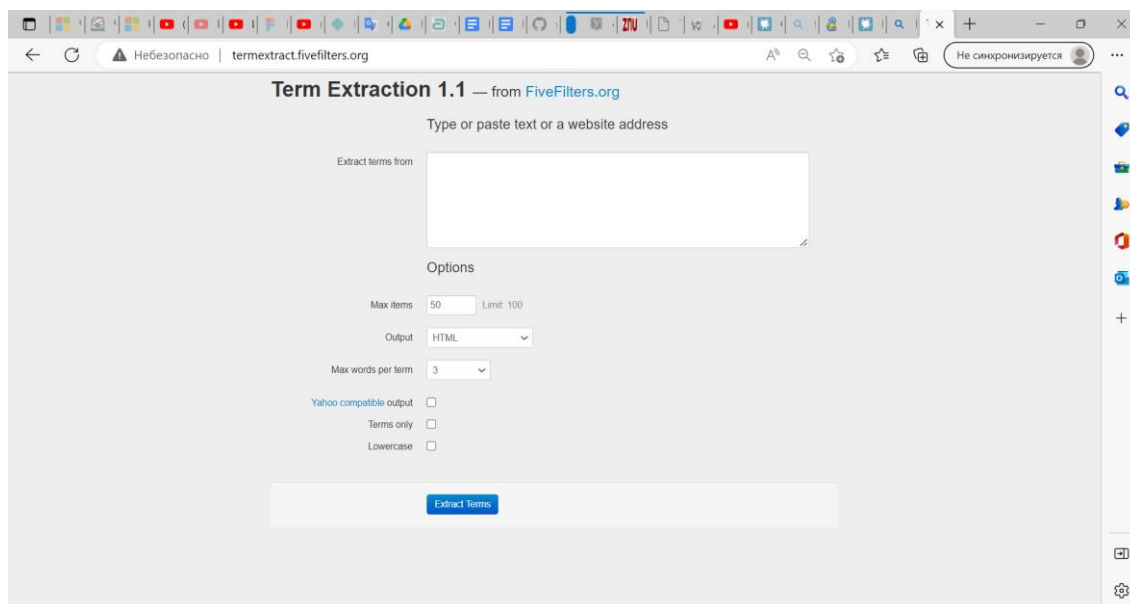 Небезопасно | termextract.fivefilters.org
Не синхронизируется
Term Extraction 1.1 — from FiveFilters.org
Type or paste text or a website address
Extract terms from
Options
Max items 50 Limit: 100
Output HTML
Max words per term 3
Yahoo compatible output
Terms only
Lowercase
Extract Terms